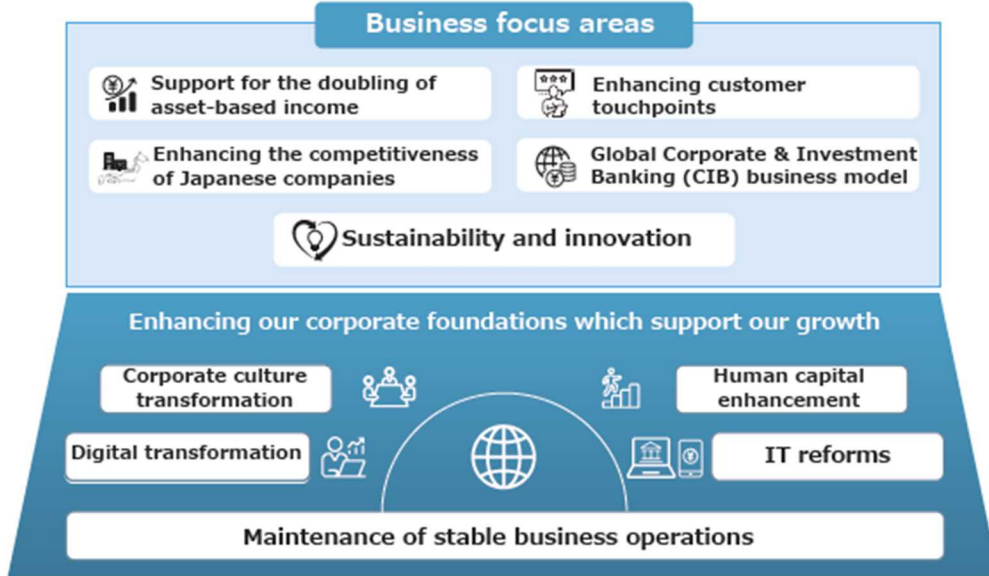 Business focus areas
Support for the doubling of
asset-based income
Enhancing customer
touchpoints
Enhancing the competitiveness
of Japanese companies
Global Corporate & Investment
Banking (CIB) business model
Sustainability and innovation
Enhancing our corporate foundations which support our growth
Corporate culture
transformation
Human capital
enhancement
Digital transformation
IT reforms
Maintenance of stable business operations